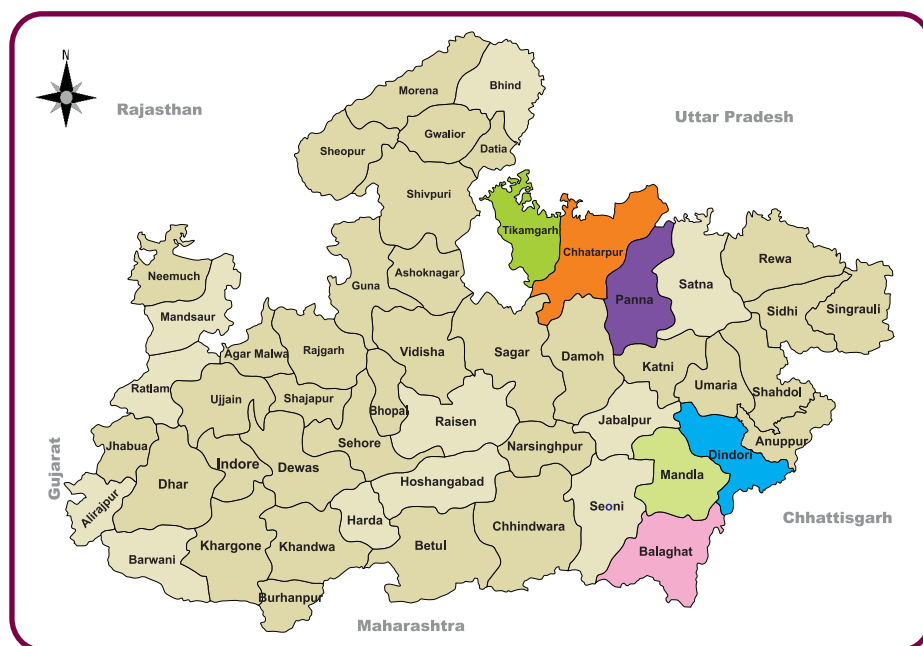 N
Rajasthan
Uttar Pradesh
Morena
Bhind
Gwalior
Sheopur
Datia
Shivpuri
Tikamgarh
Chhatarpur
Neemuch
Guna
Ashoknagar
Panna
Satna
Rewa
Mandsaur
Sidhi
Singrauli
Agar Malwa
Rajgarh
Vidisha
Sagar
Damoh
Katni
Ratlam
Ujjain
Shajapur
Bhopal
Raisen
Jabalpur
Umaria
Shahdol
Jhabua
Indore
Dewas
Sehore
Narsinghpur
Dindori
Anuppur
Gujarat
Alirajpur
Dhar
Hoshangabad
Mandla
Chhattisgarh
Harda
Seoni
Barwani
Khargone
Khandwa
Betul
Chhindwara
Balaghat
Burhanpur
Maharashtra